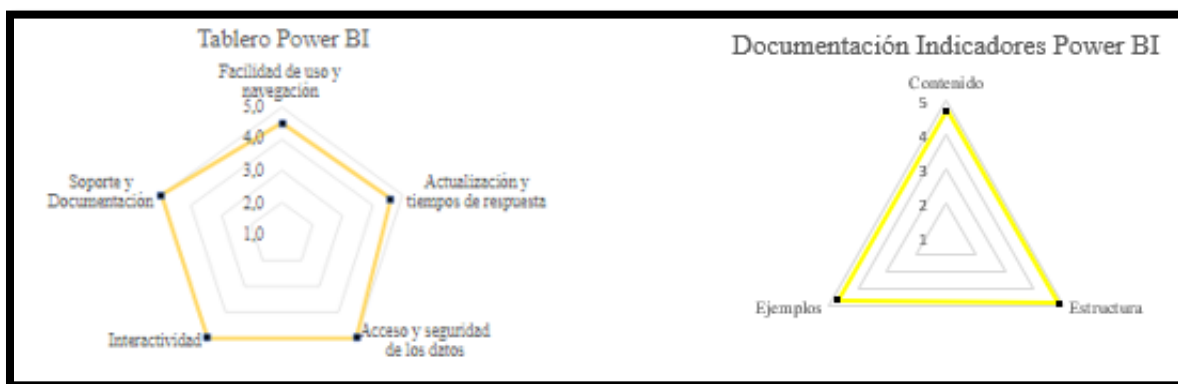 Tablero Power BI
Facilidad de uso y
navegación
5,0
4,0
3,0
2,0
1,0
Actualización y
tiempos de respuesta
Acceso y seguridad
de los datos
Interactividad
Soporte y
Documentación
Documentación Indicadores Power BI
Contenido
5
4
3
2
1
Estructura
Ejemplos